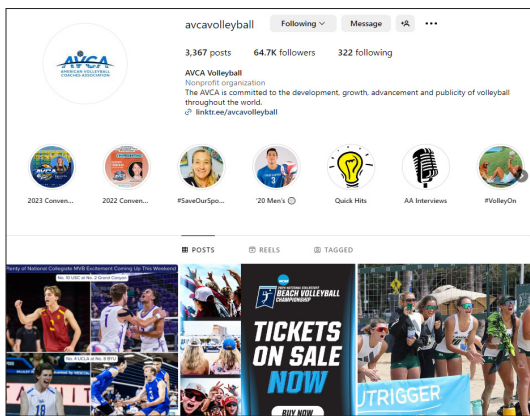 avcavolleyball
Following
Message
3,367 posts
64.7K followers
322 following
AVCA
AMERICAN VOLLEYBALL
COACHES ASSOCIATION
AVCA Volleyball
Nonprofit organization
The AVCA is committed to the development, growth, advancement and publicity of volleyball
throughout the world.
linktr.ee/avcavolleyball
2023 Conven...
2022 Conven...
#SaveOurSpo...
'20 Men's
Quick Hits
AA Interviews
#VolleyOn
POSTS
REELS
TAGGED
Plenty of National Collegiate MVB Excitement Coming Up This Weekend
No. 10 USC at No. 2 Grand Canyon
No. 4 UCLA at No. 8 BYU
BEACH VOLLEYBALL
CHAMPIONSHIP
TICKETS
ON SALE
NOW
BUY NOW
UTRIGGER